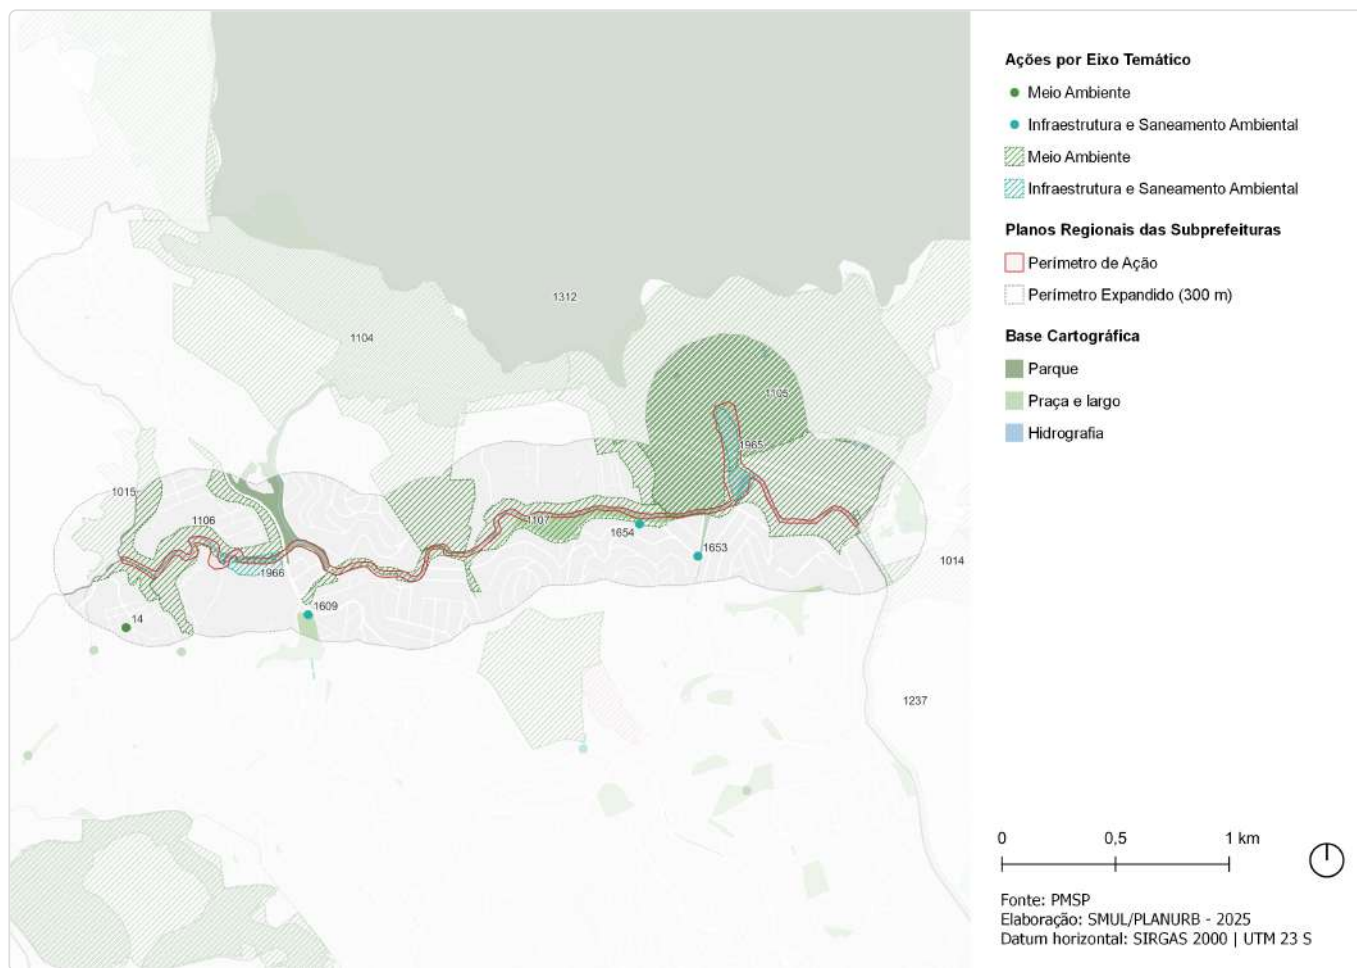 Ações por Eixo Temático
Meio Ambiente
Infraestrutura e Saneamento Ambiental
Meio Ambiente
Infraestrutura e Saneamento Ambiental
Planos Regionais das Subprefeituras
Perímetro de Ação
Perímetro Expandido (300 m)
Base Cartográfica
Parque
Praça e largo
Hidrografia
1312
1104
1105
1965
1015
1106
1107
1654
1653
1014
1966
1609
14
1237
0 0,5 1 km
Fonte: PMSP
Elaboração: SMUL/PLANURB - 2025
Datum horizontal: SIRGAS 2000 | UTM 23 S